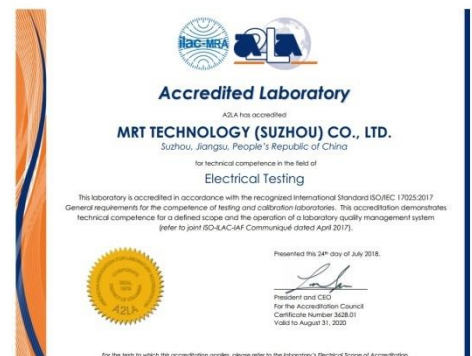 ilac-MRA
A2LA
Accredited Laboratory
A2LA has accredited
MRT TECHNOLOGY (SUZHOU) CO., LTD.
Suzhou, Jiangsu, People's Republic of China
for technical competence in the field of
Electrical Testing
This laboratory is accredited in accordance with the recognized International Standard ISO/IEC 17025:2017
General requirements for the competence of testing and calibration laboratories. This accreditation demonstrates
technical competence for a defined scope and the operation of a laboratory quality management system
(refer to joint ISO-ILAC-IAF Communiqué dated April 2017).
Presented this 24th day of July 2018.
President and CEO
For the Accreditation Council
Certificate Number 3628.01
Valid to August 31, 2020
SEAL
A2LA
For the tests to which this accreditation applies, please refer to the laboratory's Electrical Scope of Accreditation.